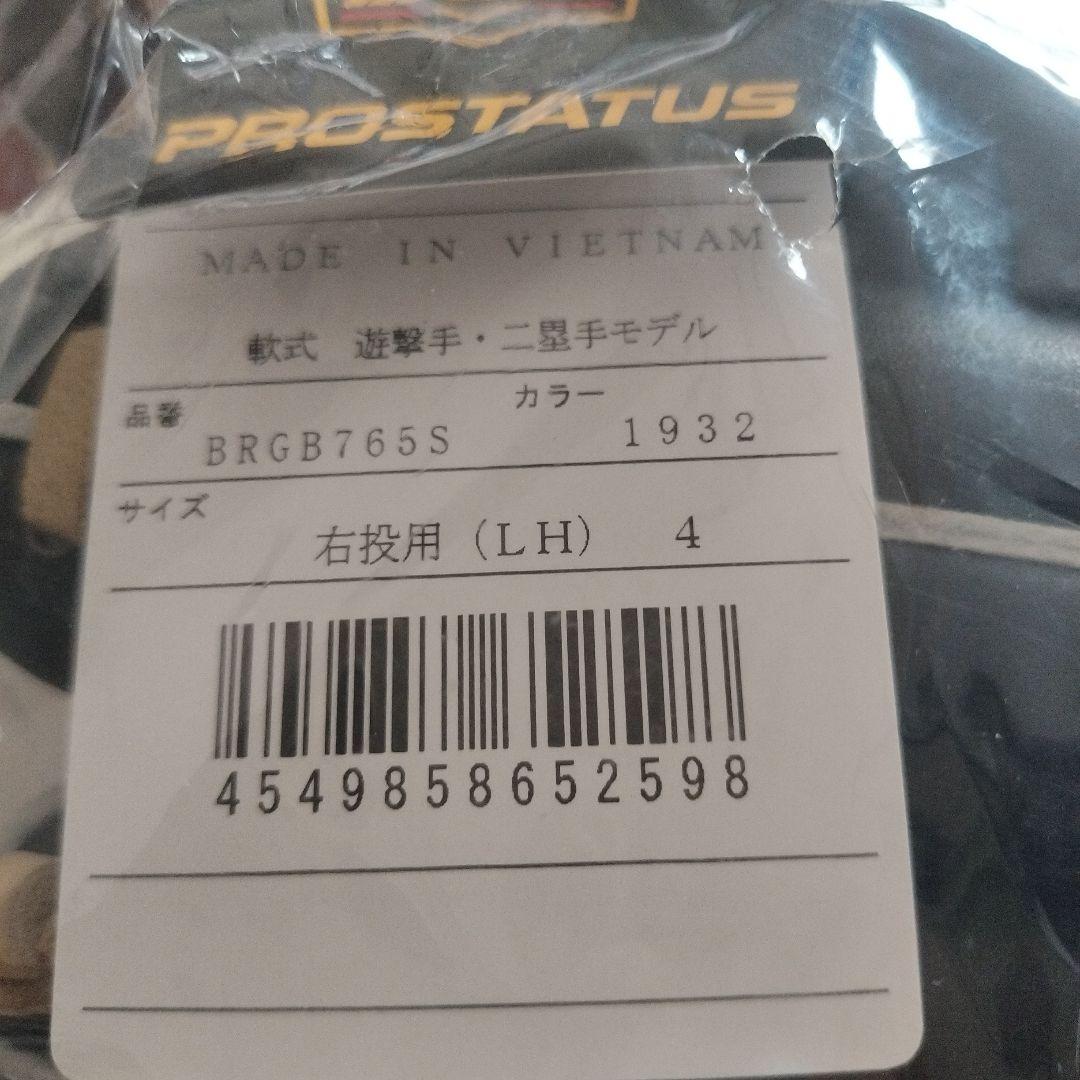 PROSTATUS
MADE IN VIETNAM
軟式 遊撃手・二塁手モデル
品番 カラー
BRGB765S 1932
サイズ
右投用（LH） 4
4549858652598